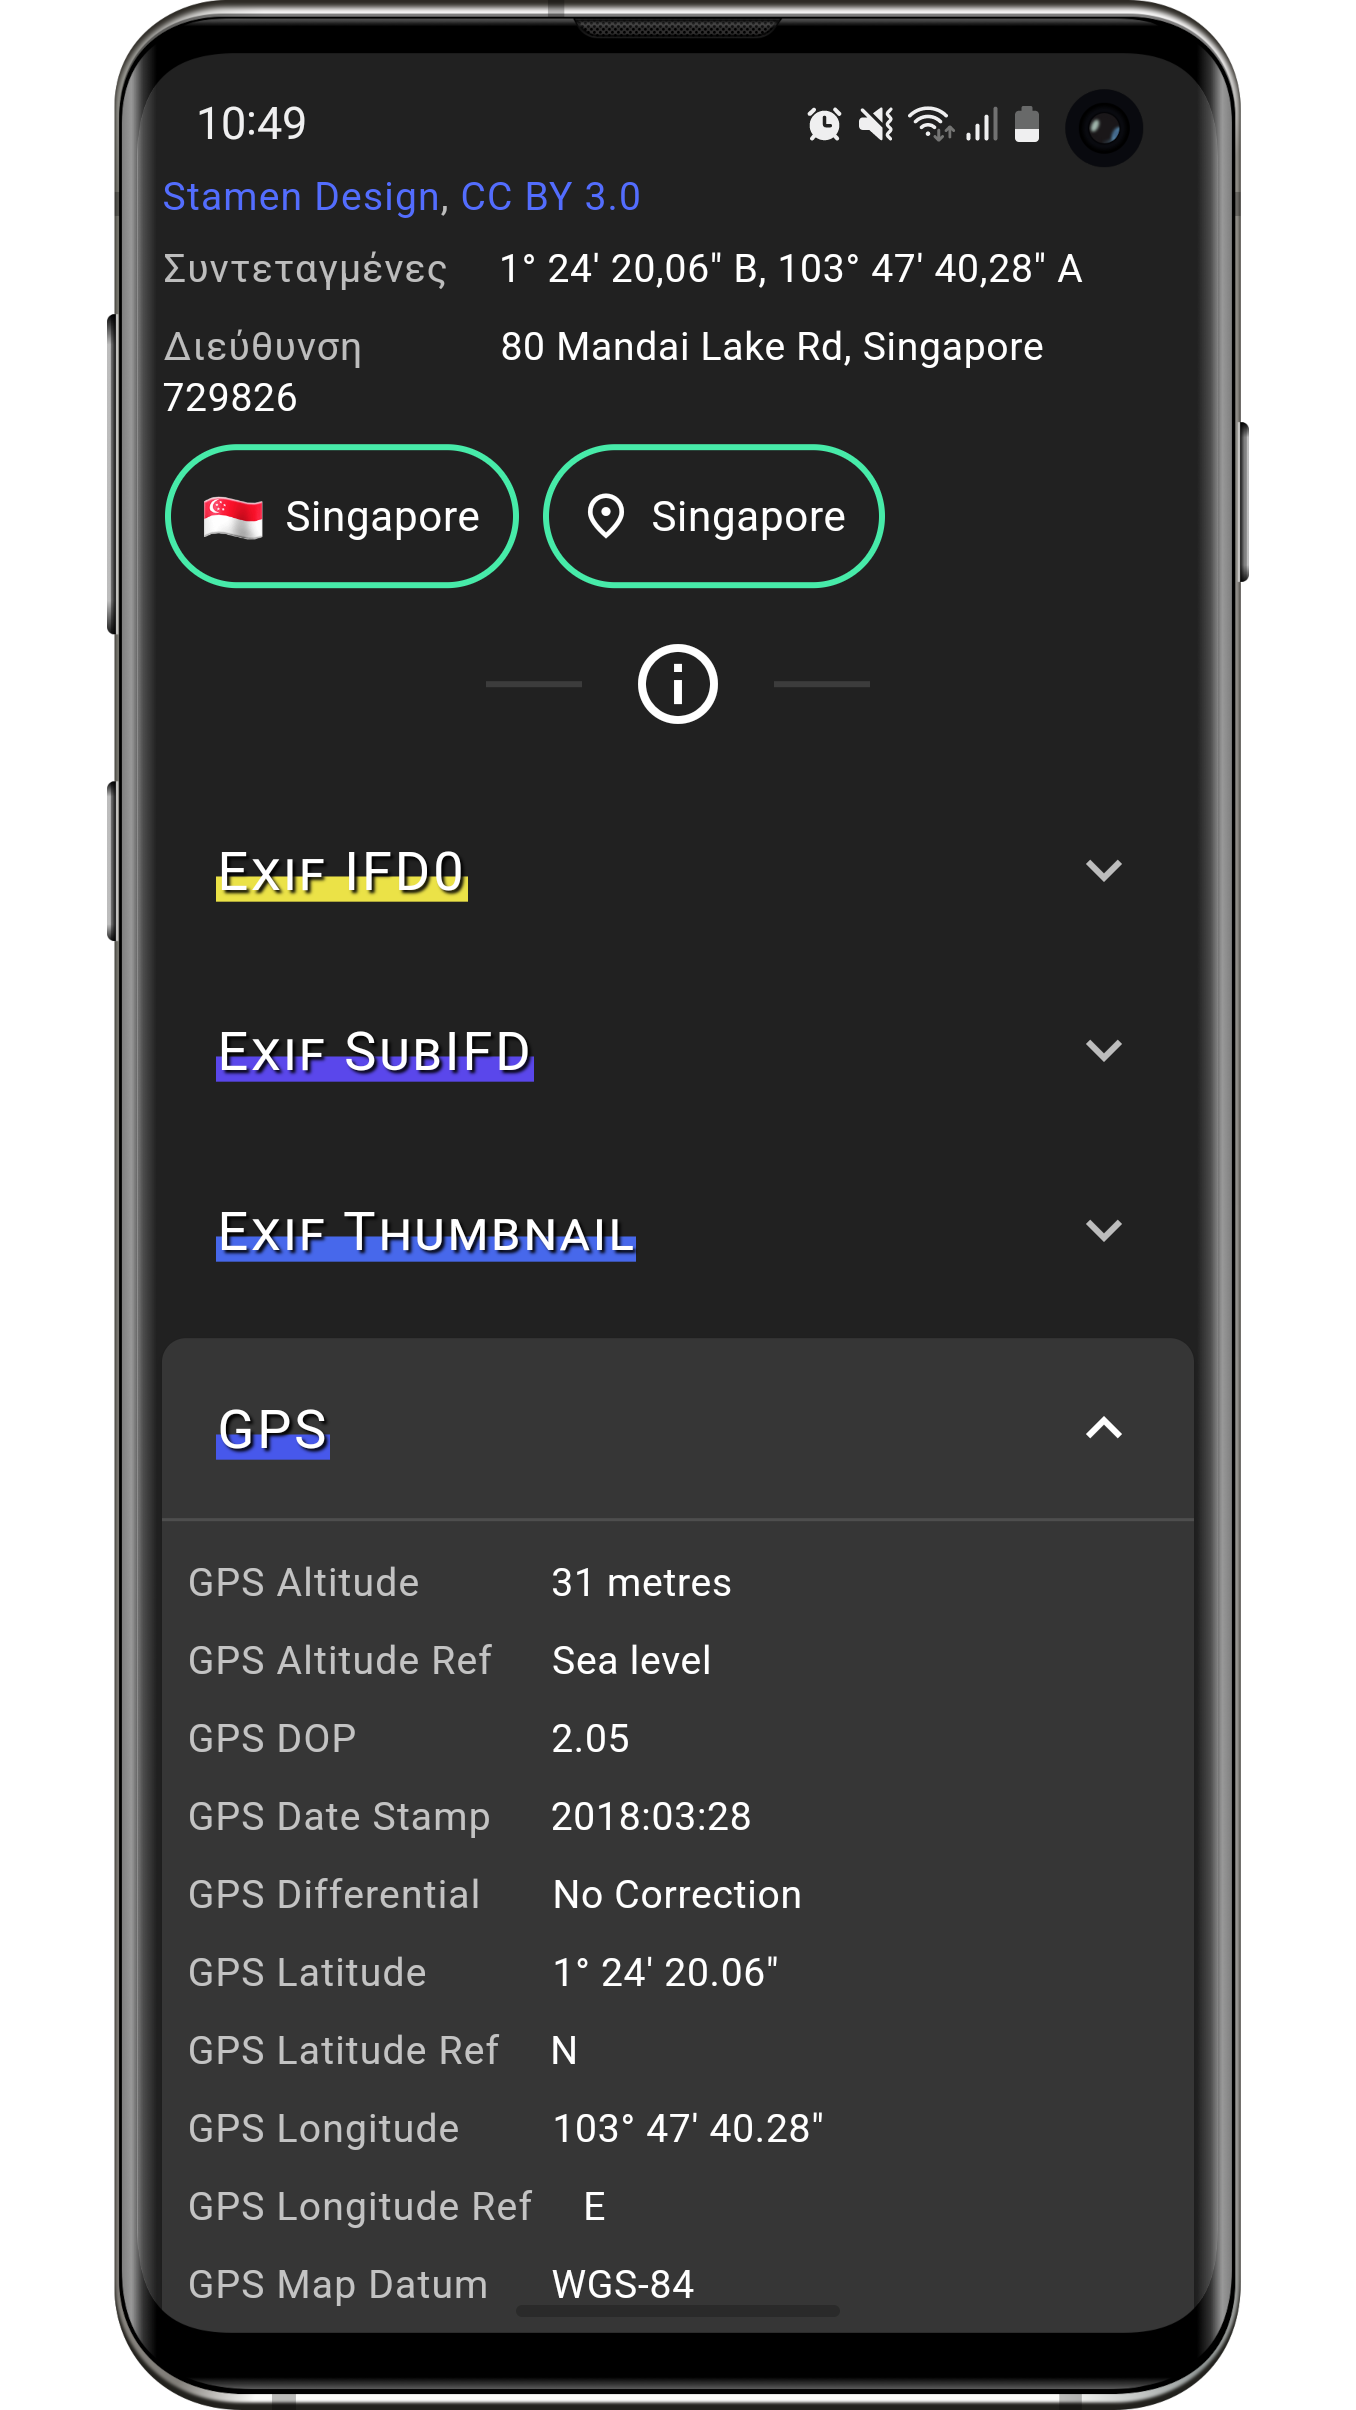 10:49
Stamen Design, CC BY 3.0
Συντεταγμένες 1° 24' 20,06" Β, 103° 47' 40,28" Α
Διεύθυνση 80 Mandai Lake Rd, Singapore
729826
Singapore Singapore
Exif IFD0
Exif SubIFD
Exif Thumbnail
GPS
GPS Altitude 31 metres
GPS Altitude Ref Sea level
GPS DOP 2.05
GPS Date Stamp 2018:03:28
GPS Differential No Correction
GPS Latitude 1° 24' 20.06"
GPS Latitude Ref N
GPS Longitude 103° 47' 40.28"
GPS Longitude Ref E
GPS Map Datum WGS-84